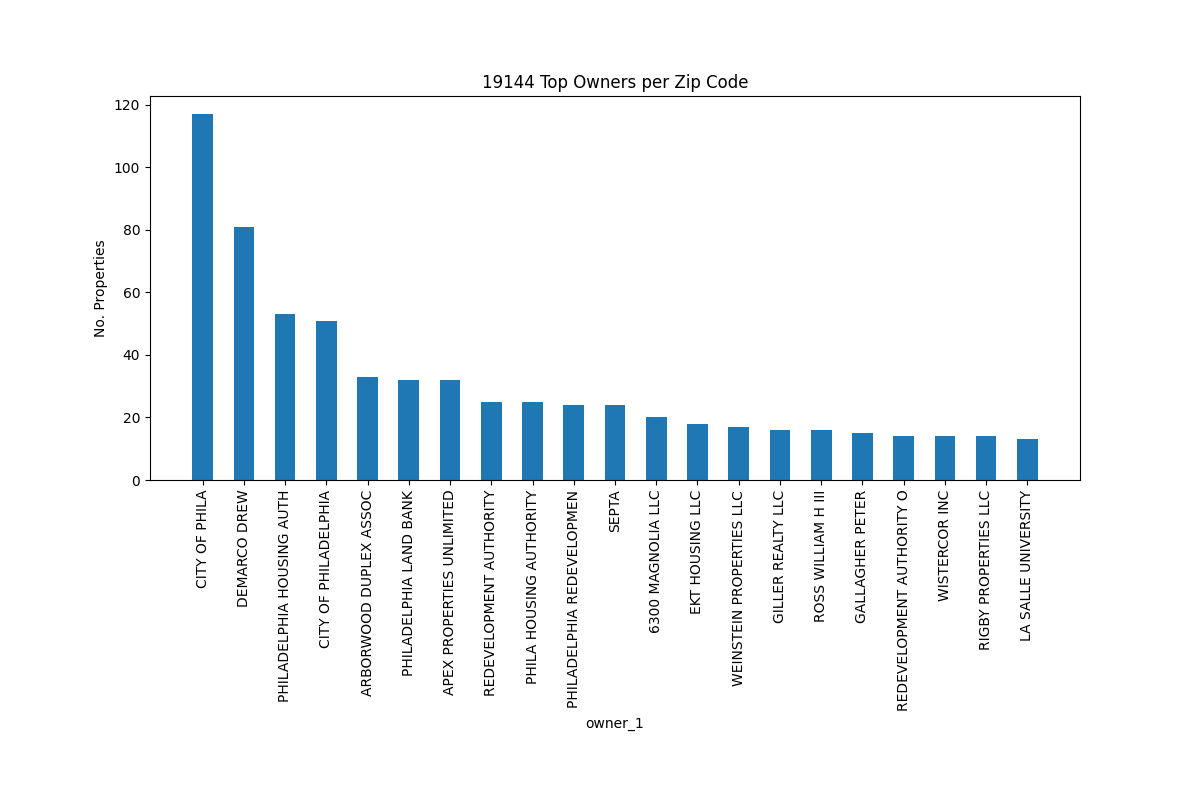 19144 Top Owners per Zip Code
120
100
80
60
40
20
0
No. Properties
CITY OF PHILA
DEMARCO DREW
PHILADELPHIA HOUSING AUTH
CITY OF PHILADELPHIA
ARBORWOOD DUPLEX ASSOC
PHILADELPHIA LAND BANK
APEX PROPERTIES UNLIMITED
REDEVELOPMENT AUTHORITY
PHILA HOUSING AUTHORITY
PHILADELPHIA REDEVELOPMEN
SEPTA
6300 MAGNOLIA LLC
EKT HOUSING LLC
WEINSTEIN PROPERTIES LLC
GILLER REALTY LLC
ROSS WILLIAM H III
GALLAGHER PETER
REDEVELOPMENT AUTHORITY O
WISTERCOR INC
RIGBY PROPERTIES LLC
LA SALLE UNIVERSITY
owner_1